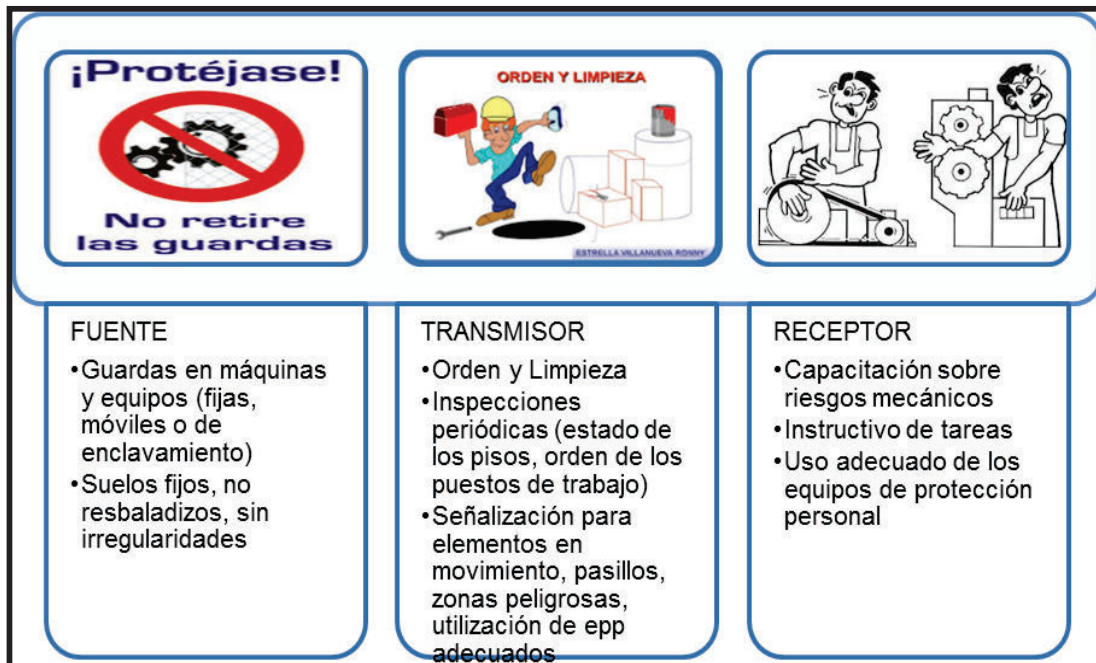 ¡Protéjase!
No retire
las guardas
ORDEN Y LIMPIEZA
ESTRELLA VILLANUEVA RONNY
FUENTE
•Guardas en máquinas
y equipos (fijas,
móviles o de
enclavamiento)
•Suelos fijos, no
resbaladizos, sin
irregularidades
TRANSMISOR
•Orden y Limpieza
•Inspecciones
periódicas (estado de
los pisos, orden de los
puestos de trabajo)
•Señalización para
elementos en
movimiento, pasillos,
zonas peligrosas,
utilización de epp
adecuados
RECEPTOR
•Capacitación sobre
riesgos mecánicos
•Instructivo de tareas
•Uso adecuado de los
equipos de protección
personal